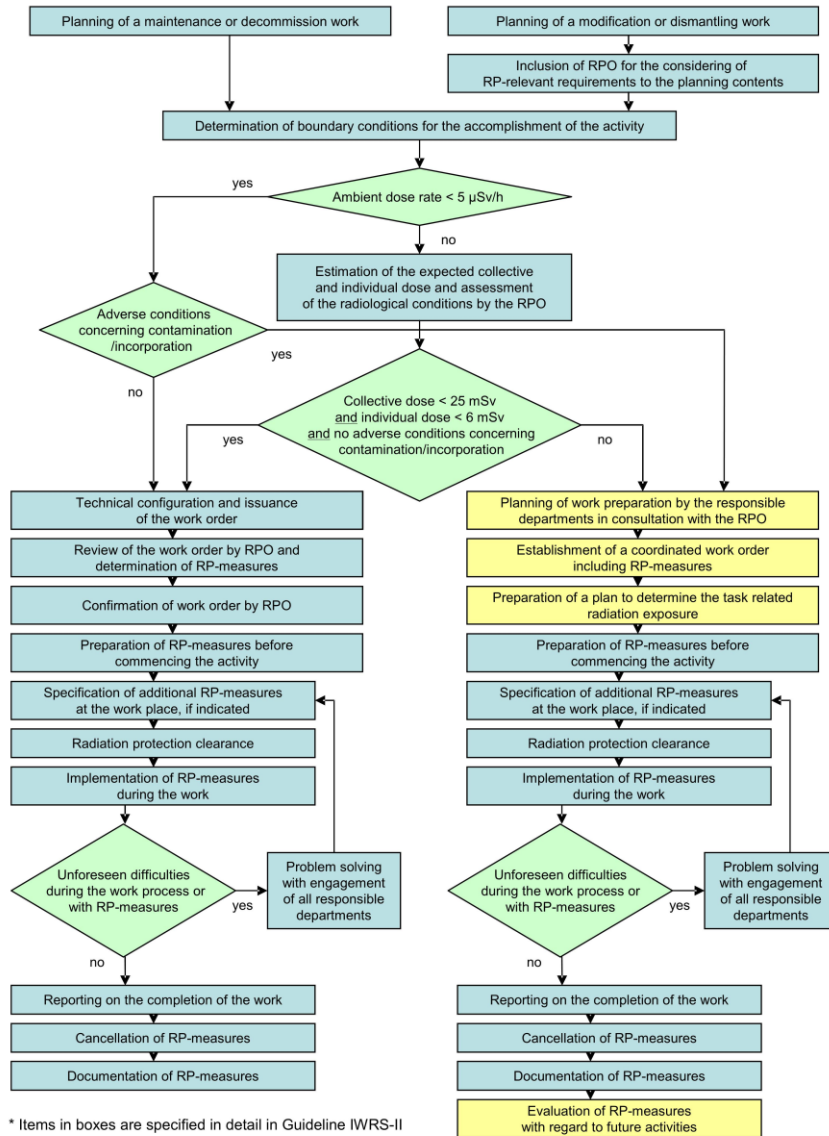 Planning of a maintenance or decommission work
Planning of a modification or dismantling work
Inclusion of RPO for the considering of
RP-relevant requirements to the planning contents
Determination of boundary conditions for the accomplishment of the activity
yes
Ambient dose rate < 5 µSv/h
no
Estimation of the expected collective
and individual dose and assessment
of the radiological conditions by the RPO
Adverse conditions
concerning contamination
/incorporation
yes
no
Collective dose < 25 mSv
and individual dose < 6 mSv
and no adverse conditions concerning
contamination/incorporation
yes
no
Technical configuration and issuance
of the work order
Review of the work order by RPO and
determination of RP-measures
Confirmation of work order by RPO
Preparation of RP-measures before
commencing the activity
Specification of additional RP-measures
at the work place, if indicated
Radiation protection clearance
Implementation of RP-measures
during the work
Unforeseen difficulties
during the work process or
with RP-measures
yes
Problem solving
with engagement
of all responsible
departments
no
Reporting on the completion of the work
Cancellation of RP-measures
Documentation of RP-measures
Planning of work preparation by the responsible
departments in consultation with the RPO
Establishment of a coordinated work order
including RP-measures
Preparation of a plan to determine the task related
radiation exposure
Preparation of RP-measures before
commencing the activity
Specification of additional RP-measures
at the work place, if indicated
Radiation protection clearance
Implementation of RP-measures
during the work
Unforeseen difficulties
during the work process or
with RP-measures
yes
Problem solving
with engagement
of all responsible
departments
no
Reporting on the completion of the work
Cancellation of RP-measures
Documentation of RP-measures
Evaluation of RP-measures
with regard to future activities
* Items in boxes are specified in detail in Guideline IWRS-II